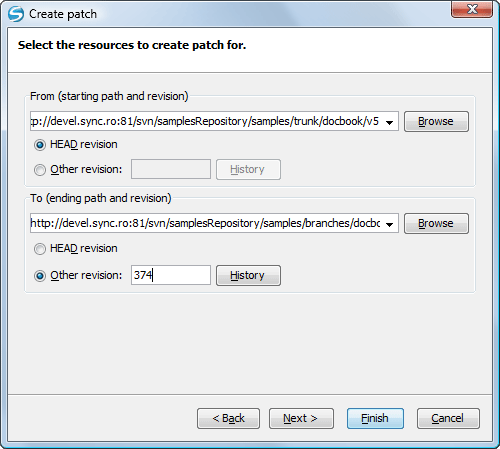 Create patch
Select the resources to create patch for.
From (starting path and revision)
tp://devel.sync.ro:81/svn/samplesRepository/samples/trunk/docbook/v5
Browse
HEAD revision
Other revision:
History
To (ending path and revision)
http://devel.sync.ro:81/svn/samplesRepository/samples/branches/docbo
Browse
HEAD revision
Other revision: 374
History
< Back Next > Finish Cancel